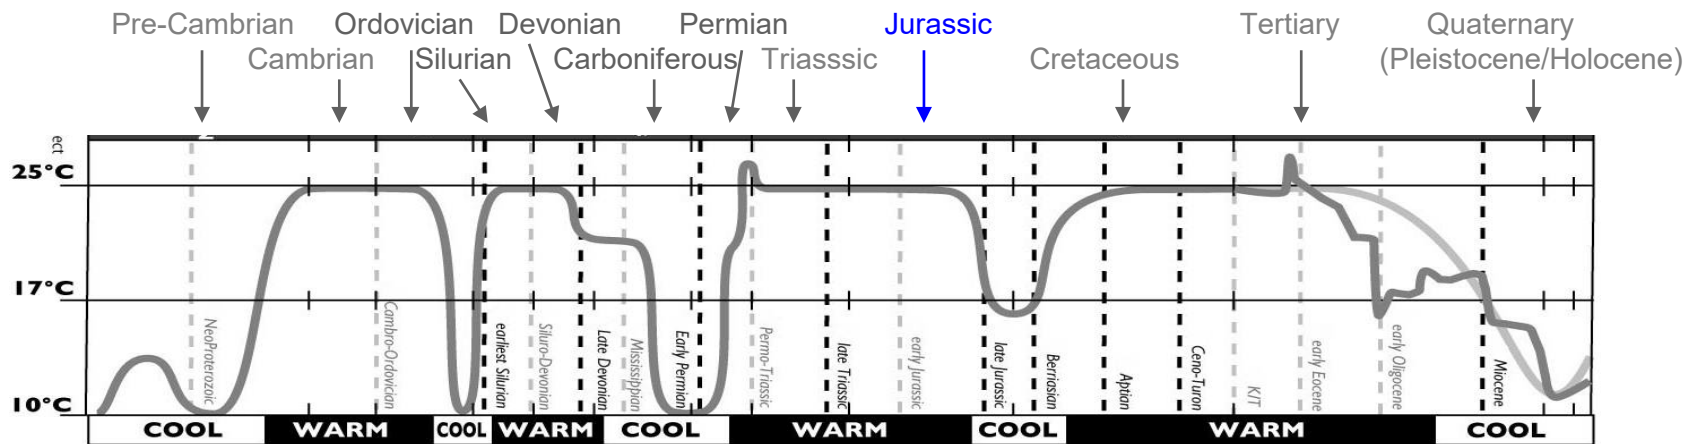 Pre-Cambrian Ordovician Devonian Permian Jurassic Tertiary Quaternary
Cambrian Silurian Carboniferous Triasssic Cretaceous (Pleistocene/Holocene)
ect
25°C
17°C
10°C
NeoProterozoic
Cambro-Ordovician
earliest Silurian
Siluro-Devonian
Late Devonian
Mississippian
Early Permian
Permo-Triassic
late Triassic
early Jurassic
late Jurassic
Berriasian
Aptian
Ceno-Turon
K/T
early Eocene
early Oligocene
Miocene
COOL WARM COOL WARM COOL WARM COOL WARM COOL